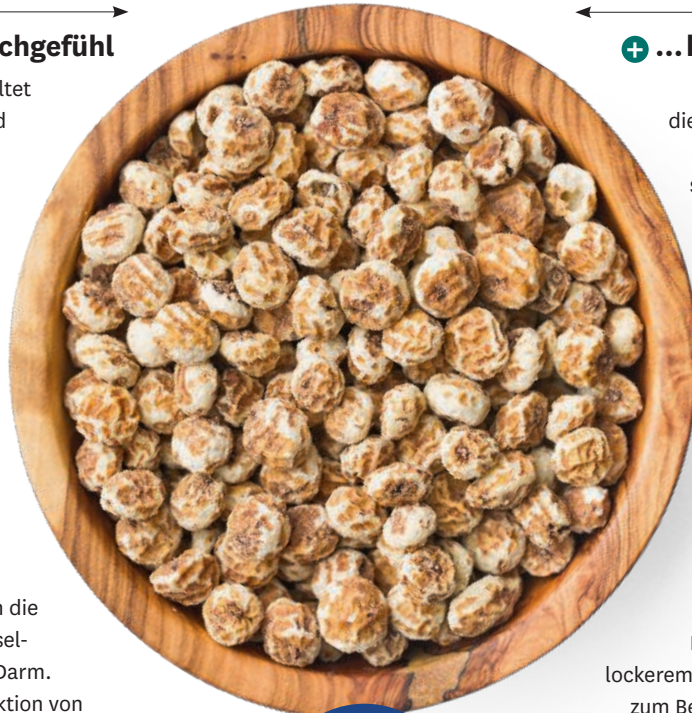 chgefühl
ltet
d
die
sel-
Darm.
ktion von
...
die
s
lockerem
zum Be